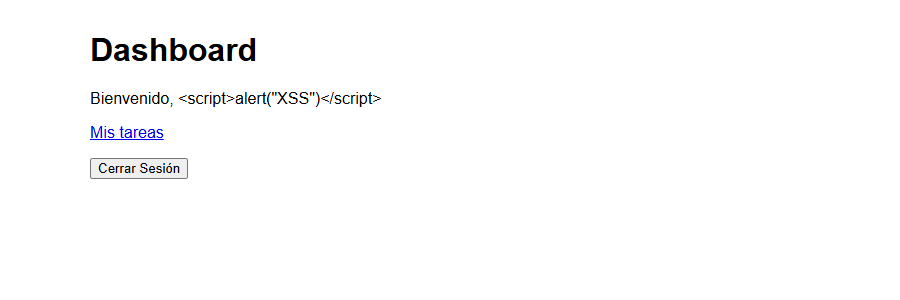 Dashboard
Bienvenido, <script>alert("XSS")</script>
Mis tareas
Cerrar Sesión